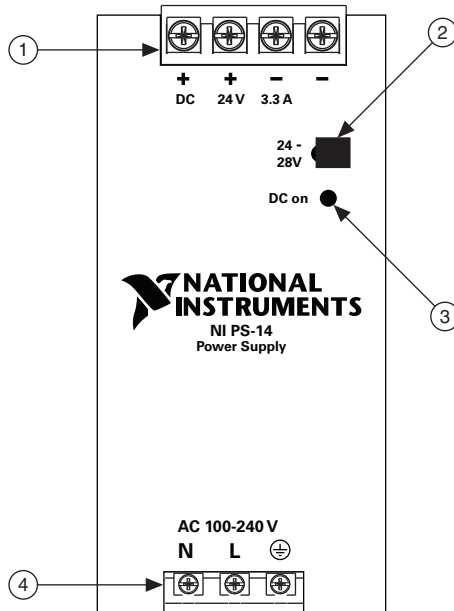 1
2
+ + – –
DC 24 V 3.3 A
24 -
28V
DC on
NATIONAL
INSTRUMENTS
NI PS-14
Power Supply
3
AC 100-240 V
N L
4